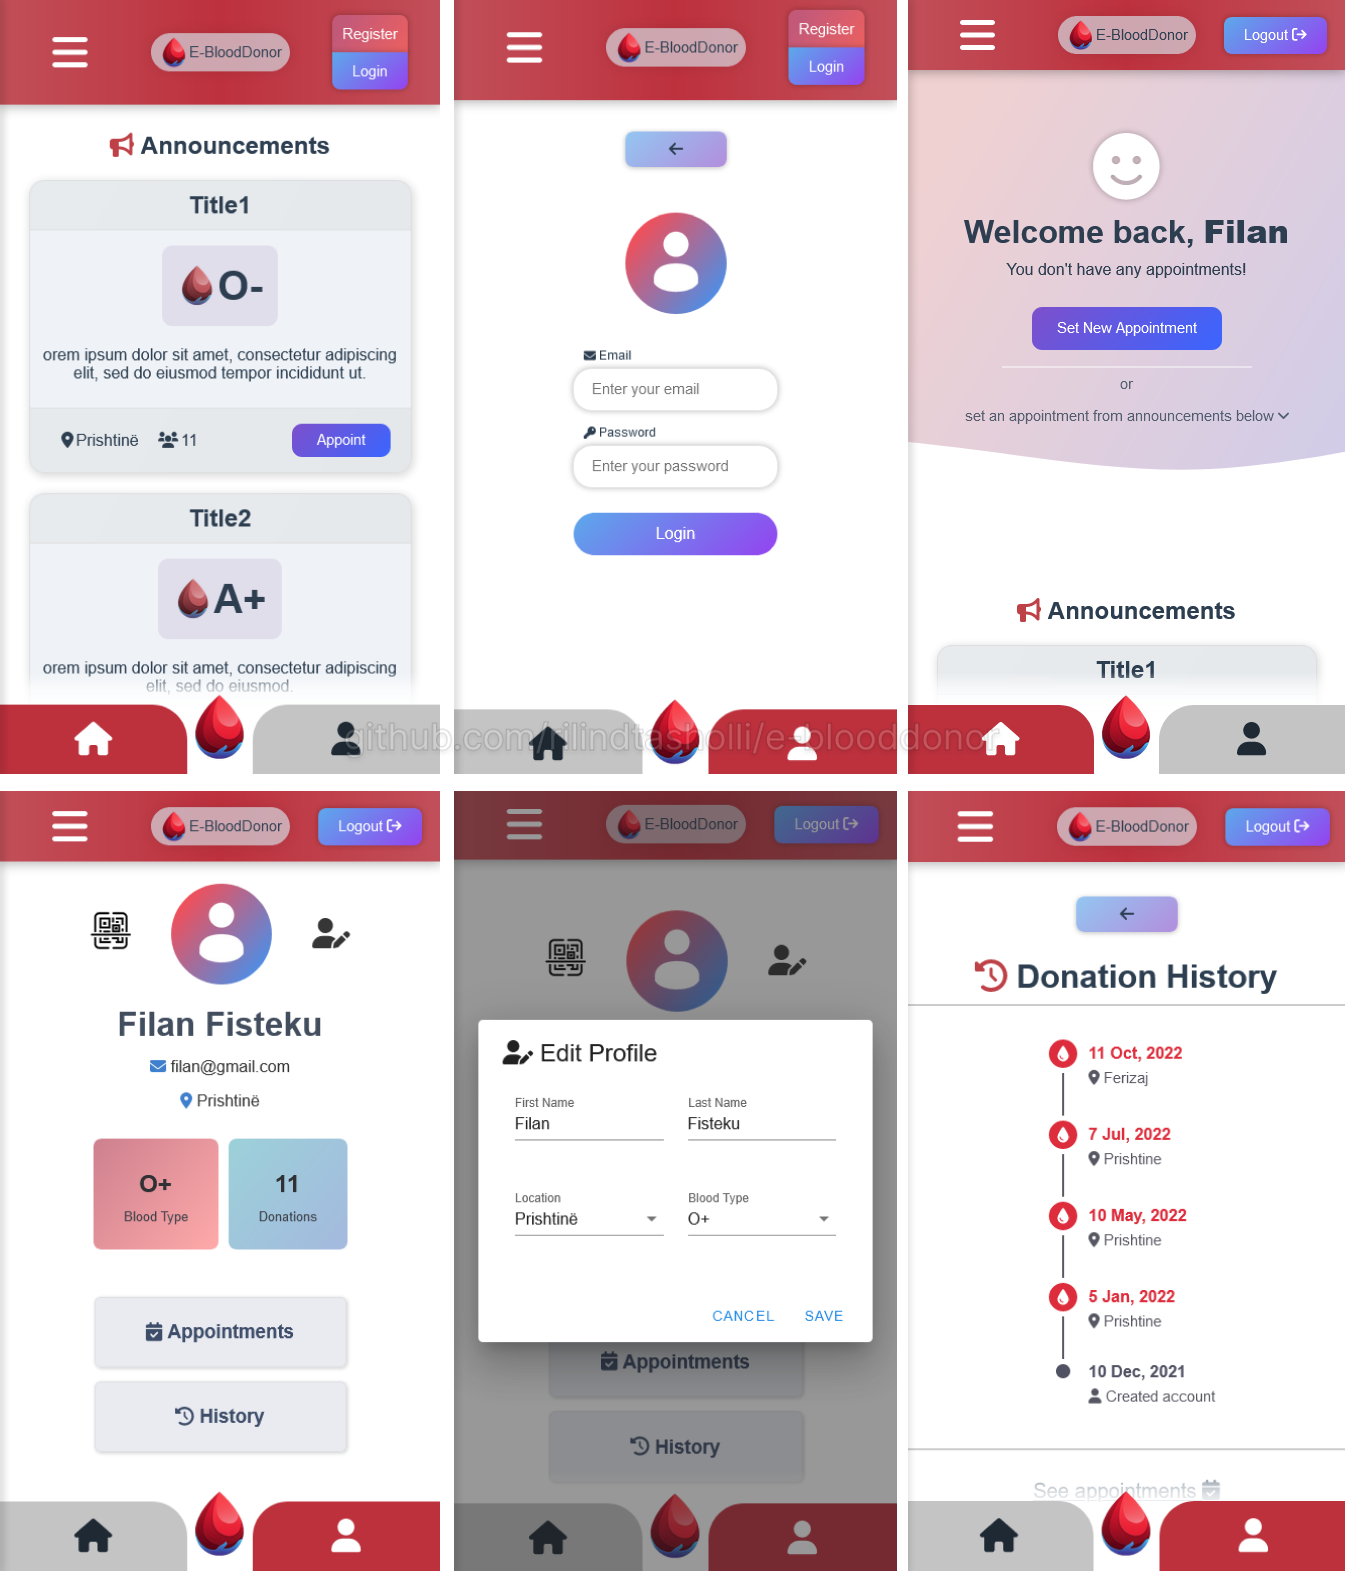 E-BloodDonor
Register
Login
Announcements
Title1
O-
orem ipsum dolor sit amet, consectetur adipiscing
elit, sed do eiusmod tempor incididunt ut.
Prishtinë 11
Appoint
Title2
A+
orem ipsum dolor sit amet, consectetur adipiscing
elit, sed do eiusmod.
E-BloodDonor
Register
Login
Email
Enter your email
Password
Enter your password
Login
E-BloodDonor
Logout
Welcome back, Filan
You don't have any appointments!
Set New Appointment
or
set an appointment from announcements below
Announcements
Title1
E-BloodDonor
Logout
Filan Fisteku
filan@gmail.com
Prishtinë
O+
Blood Type
11
Donations
Appointments
History
E-BloodDonor
Logout
Edit Profile
First Name
Filan
Last Name
Fisteku
Location
Prishtinë
Blood Type
O+
CANCEL
SAVE
Appointments
History
E-BloodDonor
Logout
Donation History
11 Oct, 2022
Ferizaj
7 Jul, 2022
Prishtine
10 May, 2022
Prishtine
5 Jan, 2022
Prishtine
10 Dec, 2021
Created account
See appointments